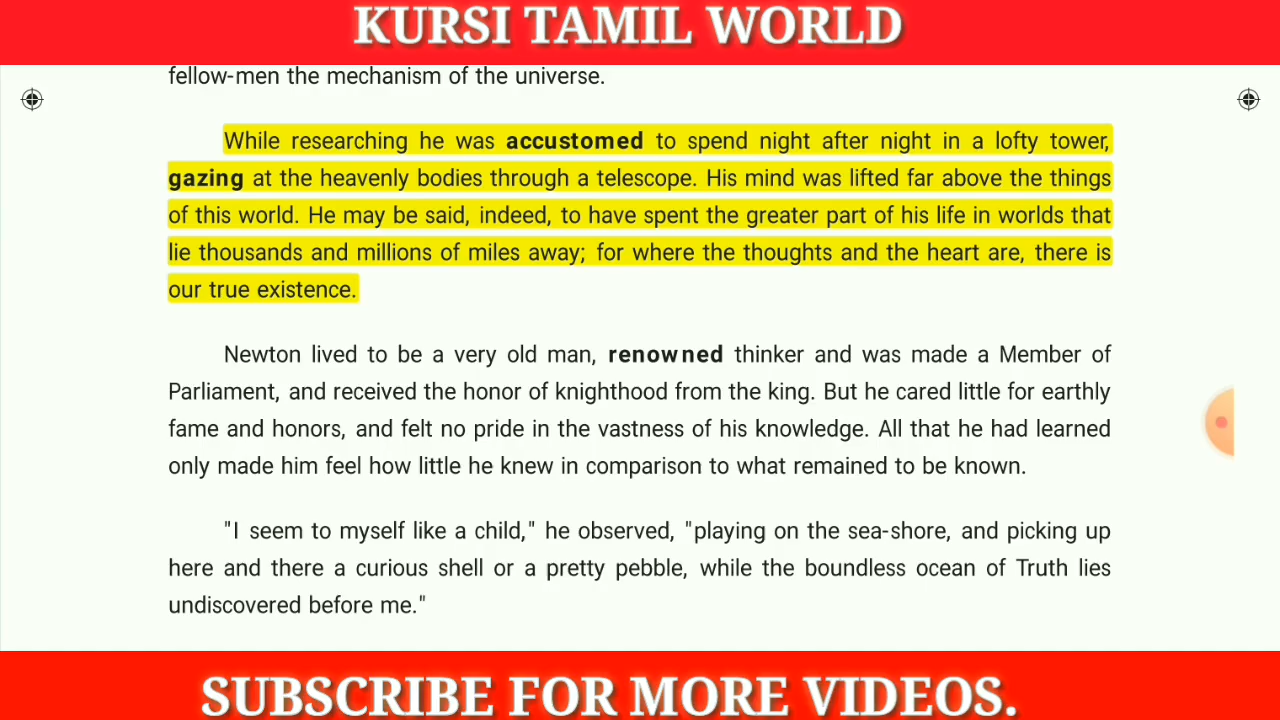 KURSI TAMIL WORLD
fellow-men the mechanism of the universe.
While researching he was accustomed to spend night after night in a lofty tower,
gazing at the heavenly bodies through a telescope. His mind was lifted far above the things
of this world. He may be said, indeed, to have spent the greater part of his life in worlds that
lie thousands and millions of miles away; for where the thoughts and the heart are, there is
our true existence.
Newton lived to be a very old man, renowned thinker and was made a Member of
Parliament, and received the honor of knighthood from the king. But he cared little for earthly
fame and honors, and felt no pride in the vastness of his knowledge. All that he had learned
only made him feel how little he knew in comparison to what remained to be known.
"I seem to myself like a child," he observed, "playing on the sea-shore, and picking up
here and there a curious shell or a pretty pebble, while the boundless ocean of Truth lies
undiscovered before me."
SUBSCRIBE FOR MORE VIDEOS.